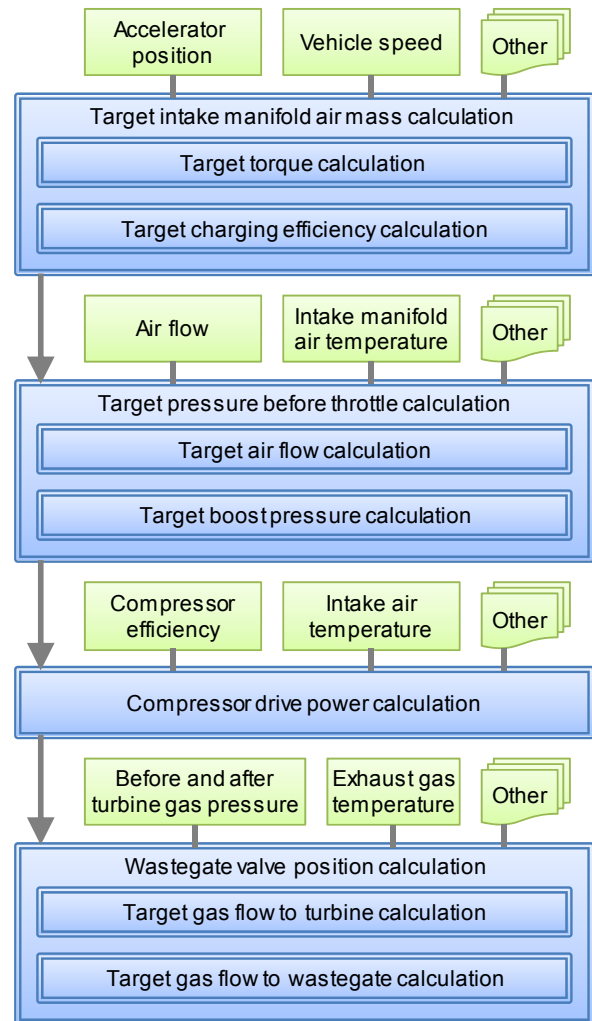 Accelerator
position
Vehicle speed
Other
Target intake manifold air mass calculation
Target torque calculation
Target charging efficiency calculation
Air flow
Intake manifold
air temperature
Other
Target pressure before throttle calculation
Target air flow calculation
Target boost pressure calculation
Compressor
efficiency
Intake air
temperature
Other
Compressor drive power calculation
Before and after
turbine gas pressure
Exhaust gas
temperature
Other
Wastegate valve position calculation
Target gas flow to turbine calculation
Target gas flow to wastegate calculation